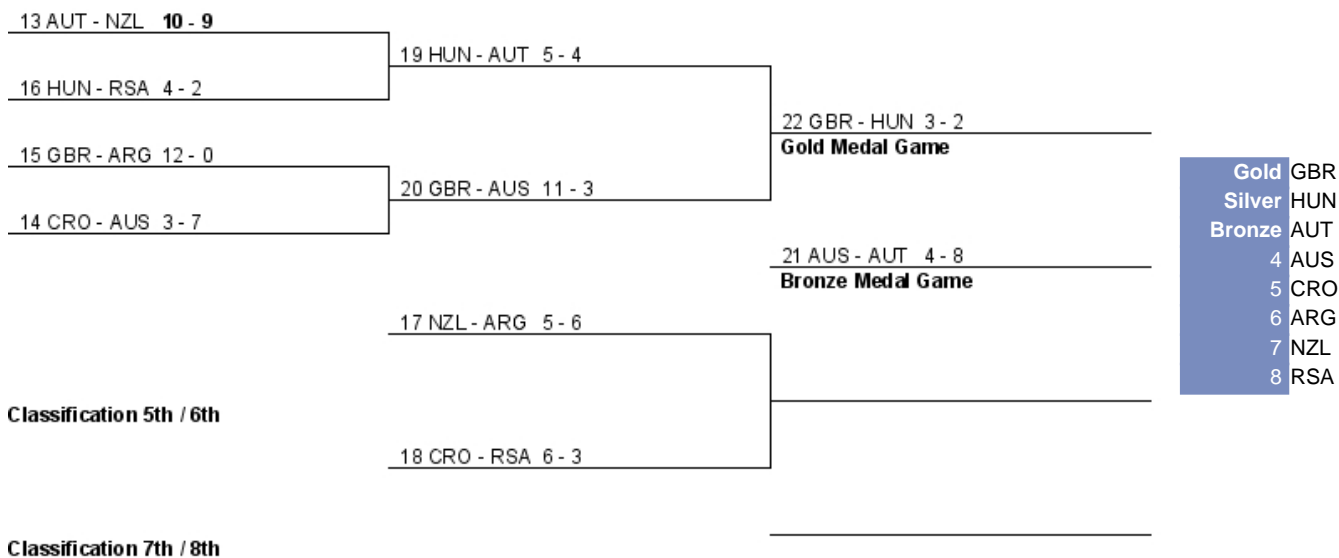 13 AUT - NZL 10 - 9
19 HUN - AUT 5 - 4
16 HUN - RSA 4 - 2
22 GBR - HUN 3 - 2
Gold Medal Game
15 GBR - ARG 12 - 0
20 GBR - AUS 11 - 3
14 CRO - AUS 3 - 7
21 AUS - AUT 4 - 8
Bronze Medal Game
17 NZL - ARG 5 - 6
Classification 5th / 6th
18 CRO - RSA 6 - 3
Classification 7th / 8th
Gold GBR
Silver HUN
Bronze AUT
4 AUS
5 CRO
6 ARG
7 NZL
8 RSA